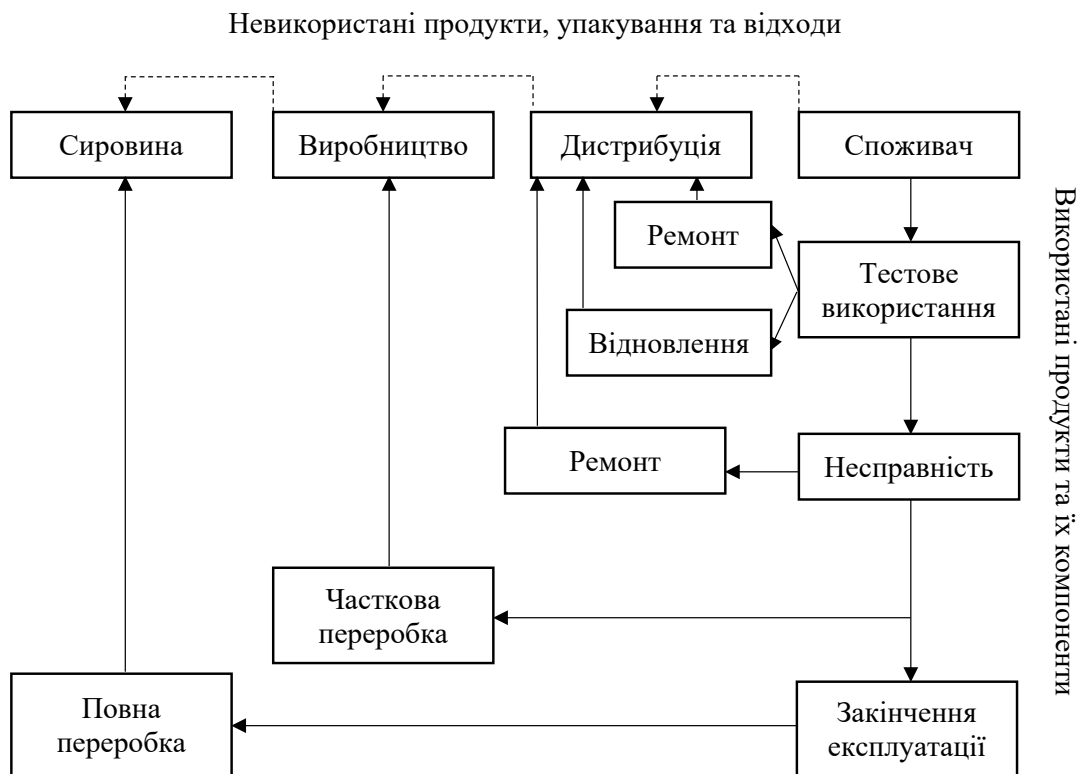 Невикористані продукти, упакування та відходи
Сировина
Виробництво
Дистрибуція
Споживач
Ремонт
Тестове
використання
Відновлення
Ремонт
Несправність
Часткова
переробка
Повна
переробка
Закінчення
експлуатації
Використані продукти та їх компоненти